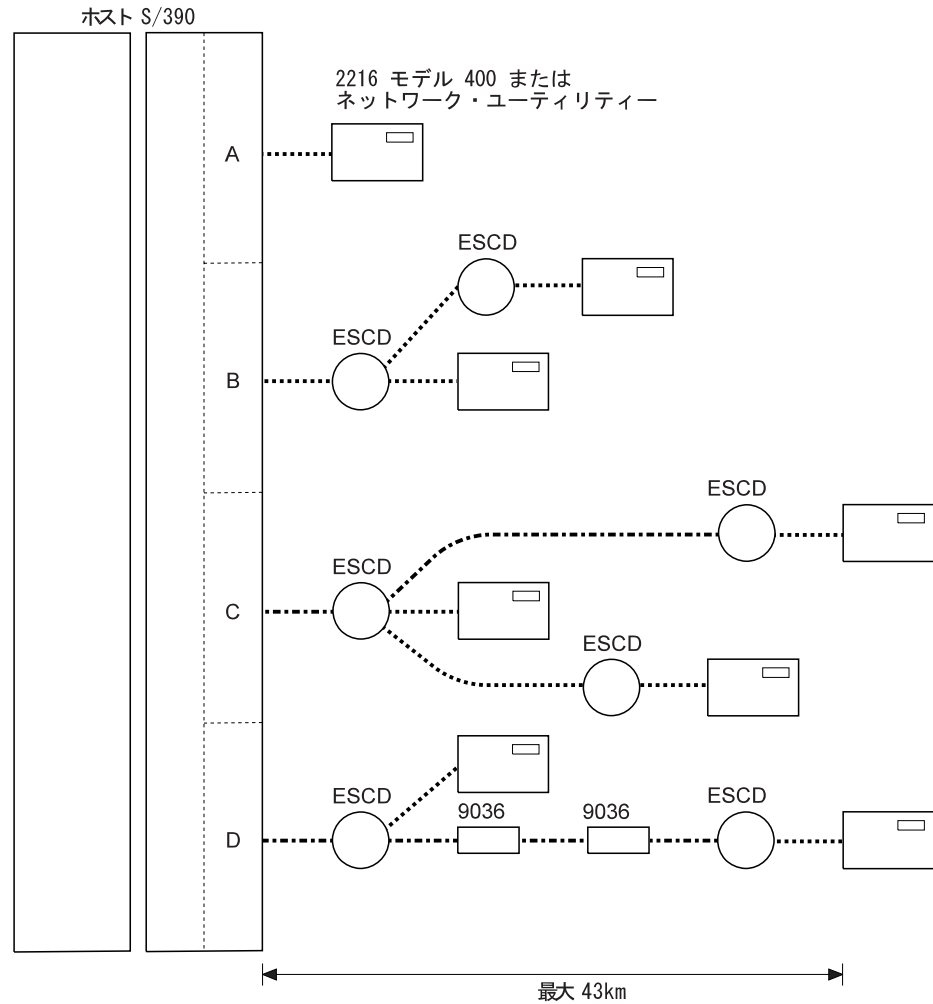 ホスト S/390
2216 モデル 400 または
ネットワーク・ユーティリティー
A
ESCD
ESCD
B
ESCD
ESCD
C
ESCD
ESCD
9036
9036
ESCD
D
最大 43km